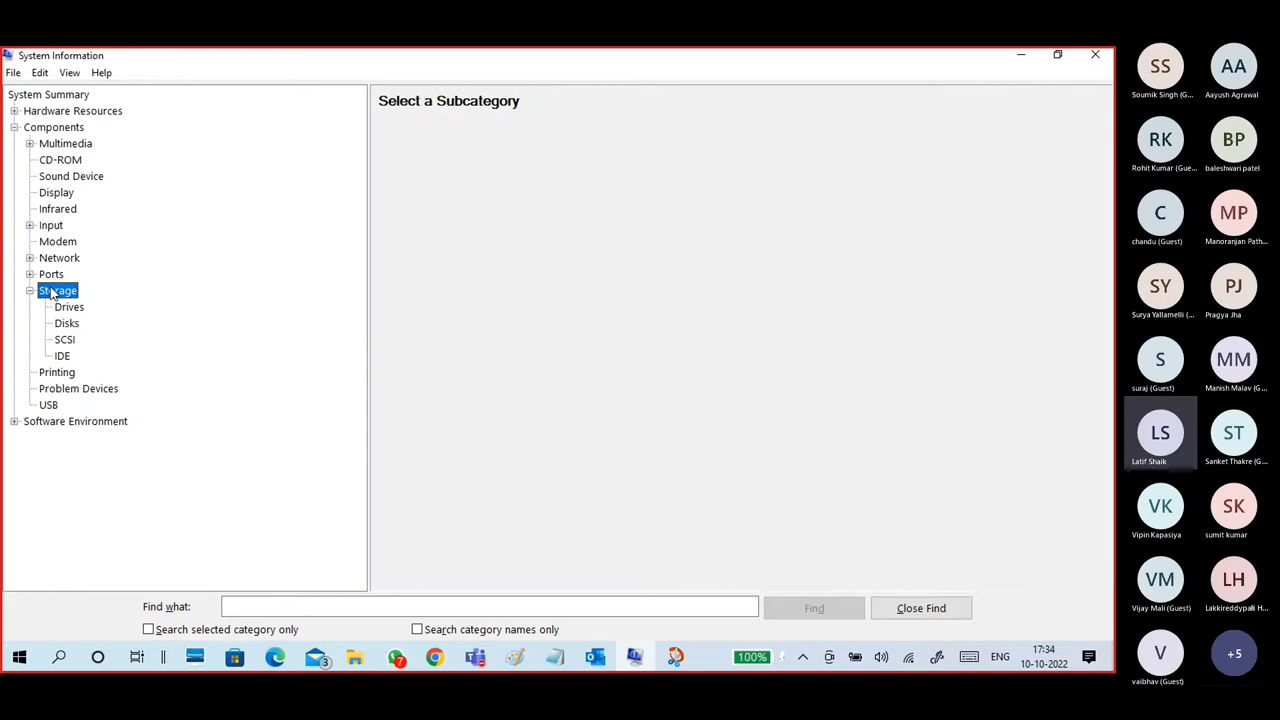 System Information
File Edit View Help
System Summary
Hardware Resources
Components
Multimedia
CD-ROM
Sound Device
Display
Infrared
Input
Modem
Network
Ports
Storage
Drives
Disks
SCSI
IDE
Printing
Problem Devices
USB
Software Environment
Select a Subcategory
Find what:
Find
Close Find
Search selected category only
Search category names only
3
7
100%
ENG
17:34
10-10-2022
SS
Soumik Singh (G...
AA
Aayush Agrawal
RK
Rohit Kumar (Gue...
BP
baleshwari patel
C
chandu (Guest)
MP
Manoranjan Path...
SY
Surya Yallamelli (...
PJ
Pragya Jha
S
suraj (Guest)
MM
Manish Malav (G...
LS
Latif Shaik
ST
Sanket Thakre (G...
VK
Vipin Kapasiya
SK
sumit kumar
VM
Vijay Mali (Guest)
LH
Lakkireddypalli H...
V
vaibhav (Guest)
+5